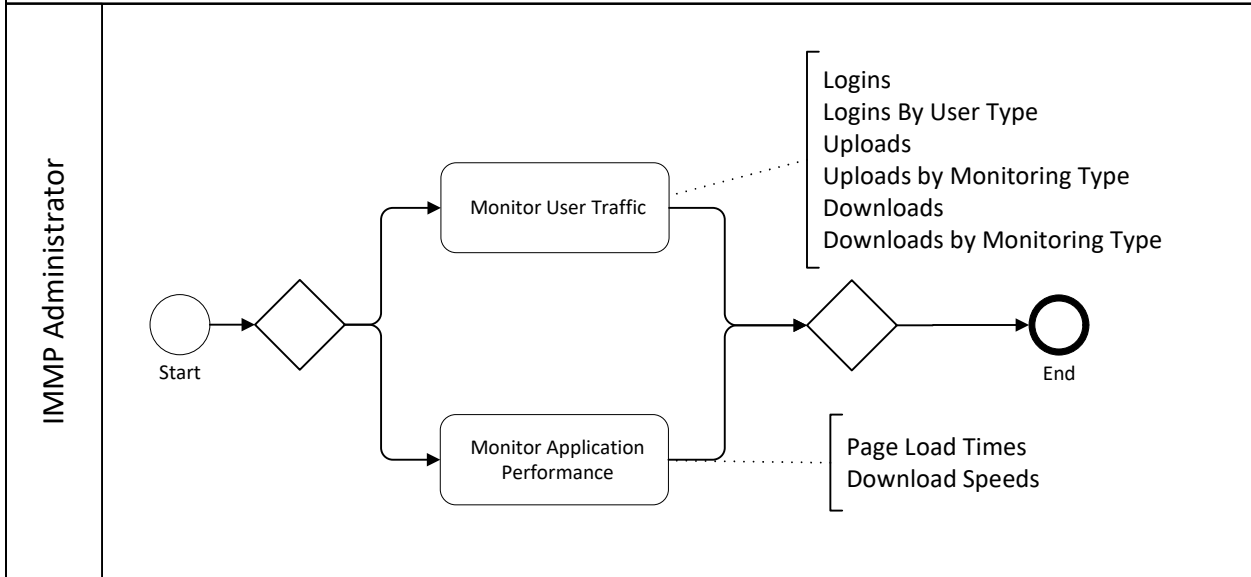 IMMP Administrator
Start
Monitor User Traffic
Logins
Logins By User Type
Uploads
Uploads by Monitoring Type
Downloads
Downloads by Monitoring Type
Monitor Application
Performance
Page Load Times
Download Speeds
End